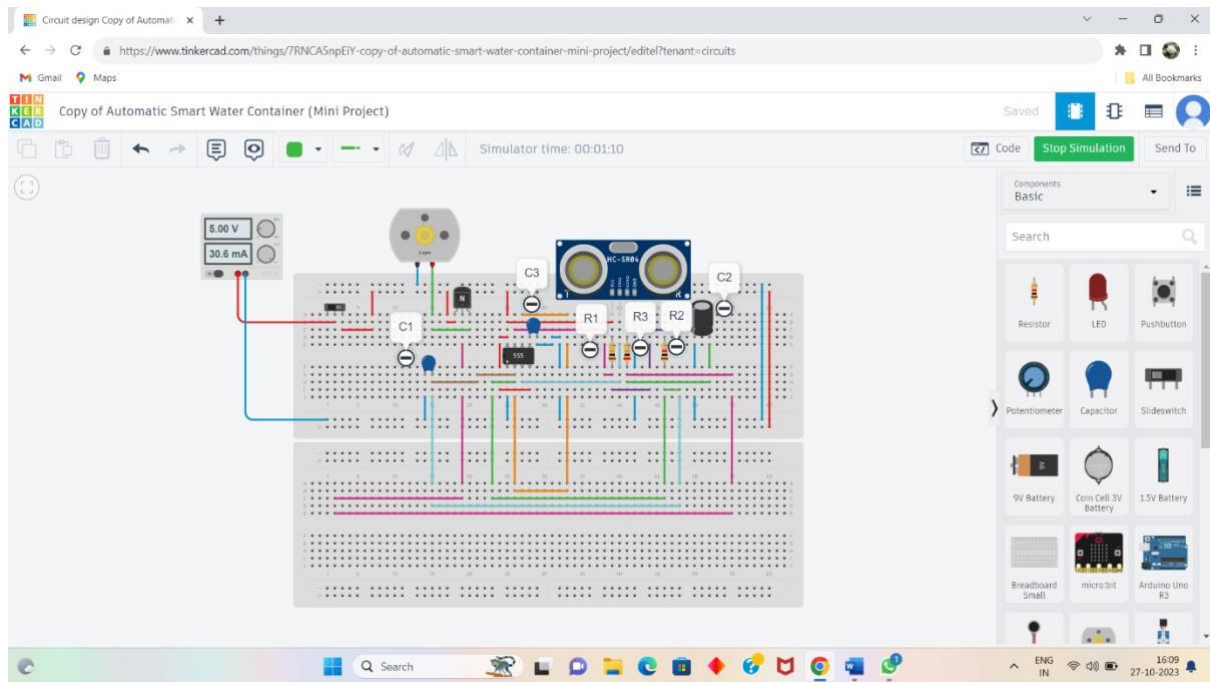 Circuit design Copy of Automat
https://www.tinkercad.com/things/7RNCA5npEiY-copy-of-automatic-smart-water-container-mini-project/editel?tenant=circuits
Gmail Maps All Bookmarks
TIN
KER
CAD
Copy of Automatic Smart Water Container (Mini Project) Saved
Simulator time: 00:01:10 Code Stop Simulation Send To
Components
Basic
Search
5.00 V
30.6 mA
HC-SR04
N
555
C3
C2
C1
R1
R3
R2
Resistor LED Pushbutton
Potentiometer Capacitor Slideswitch
9V Battery Coin Cell 3V Battery 1.5V Battery
Breadboard Small micro:bit Arduino Uno R3
Search
ENG
IN
16:09
27-10-2023